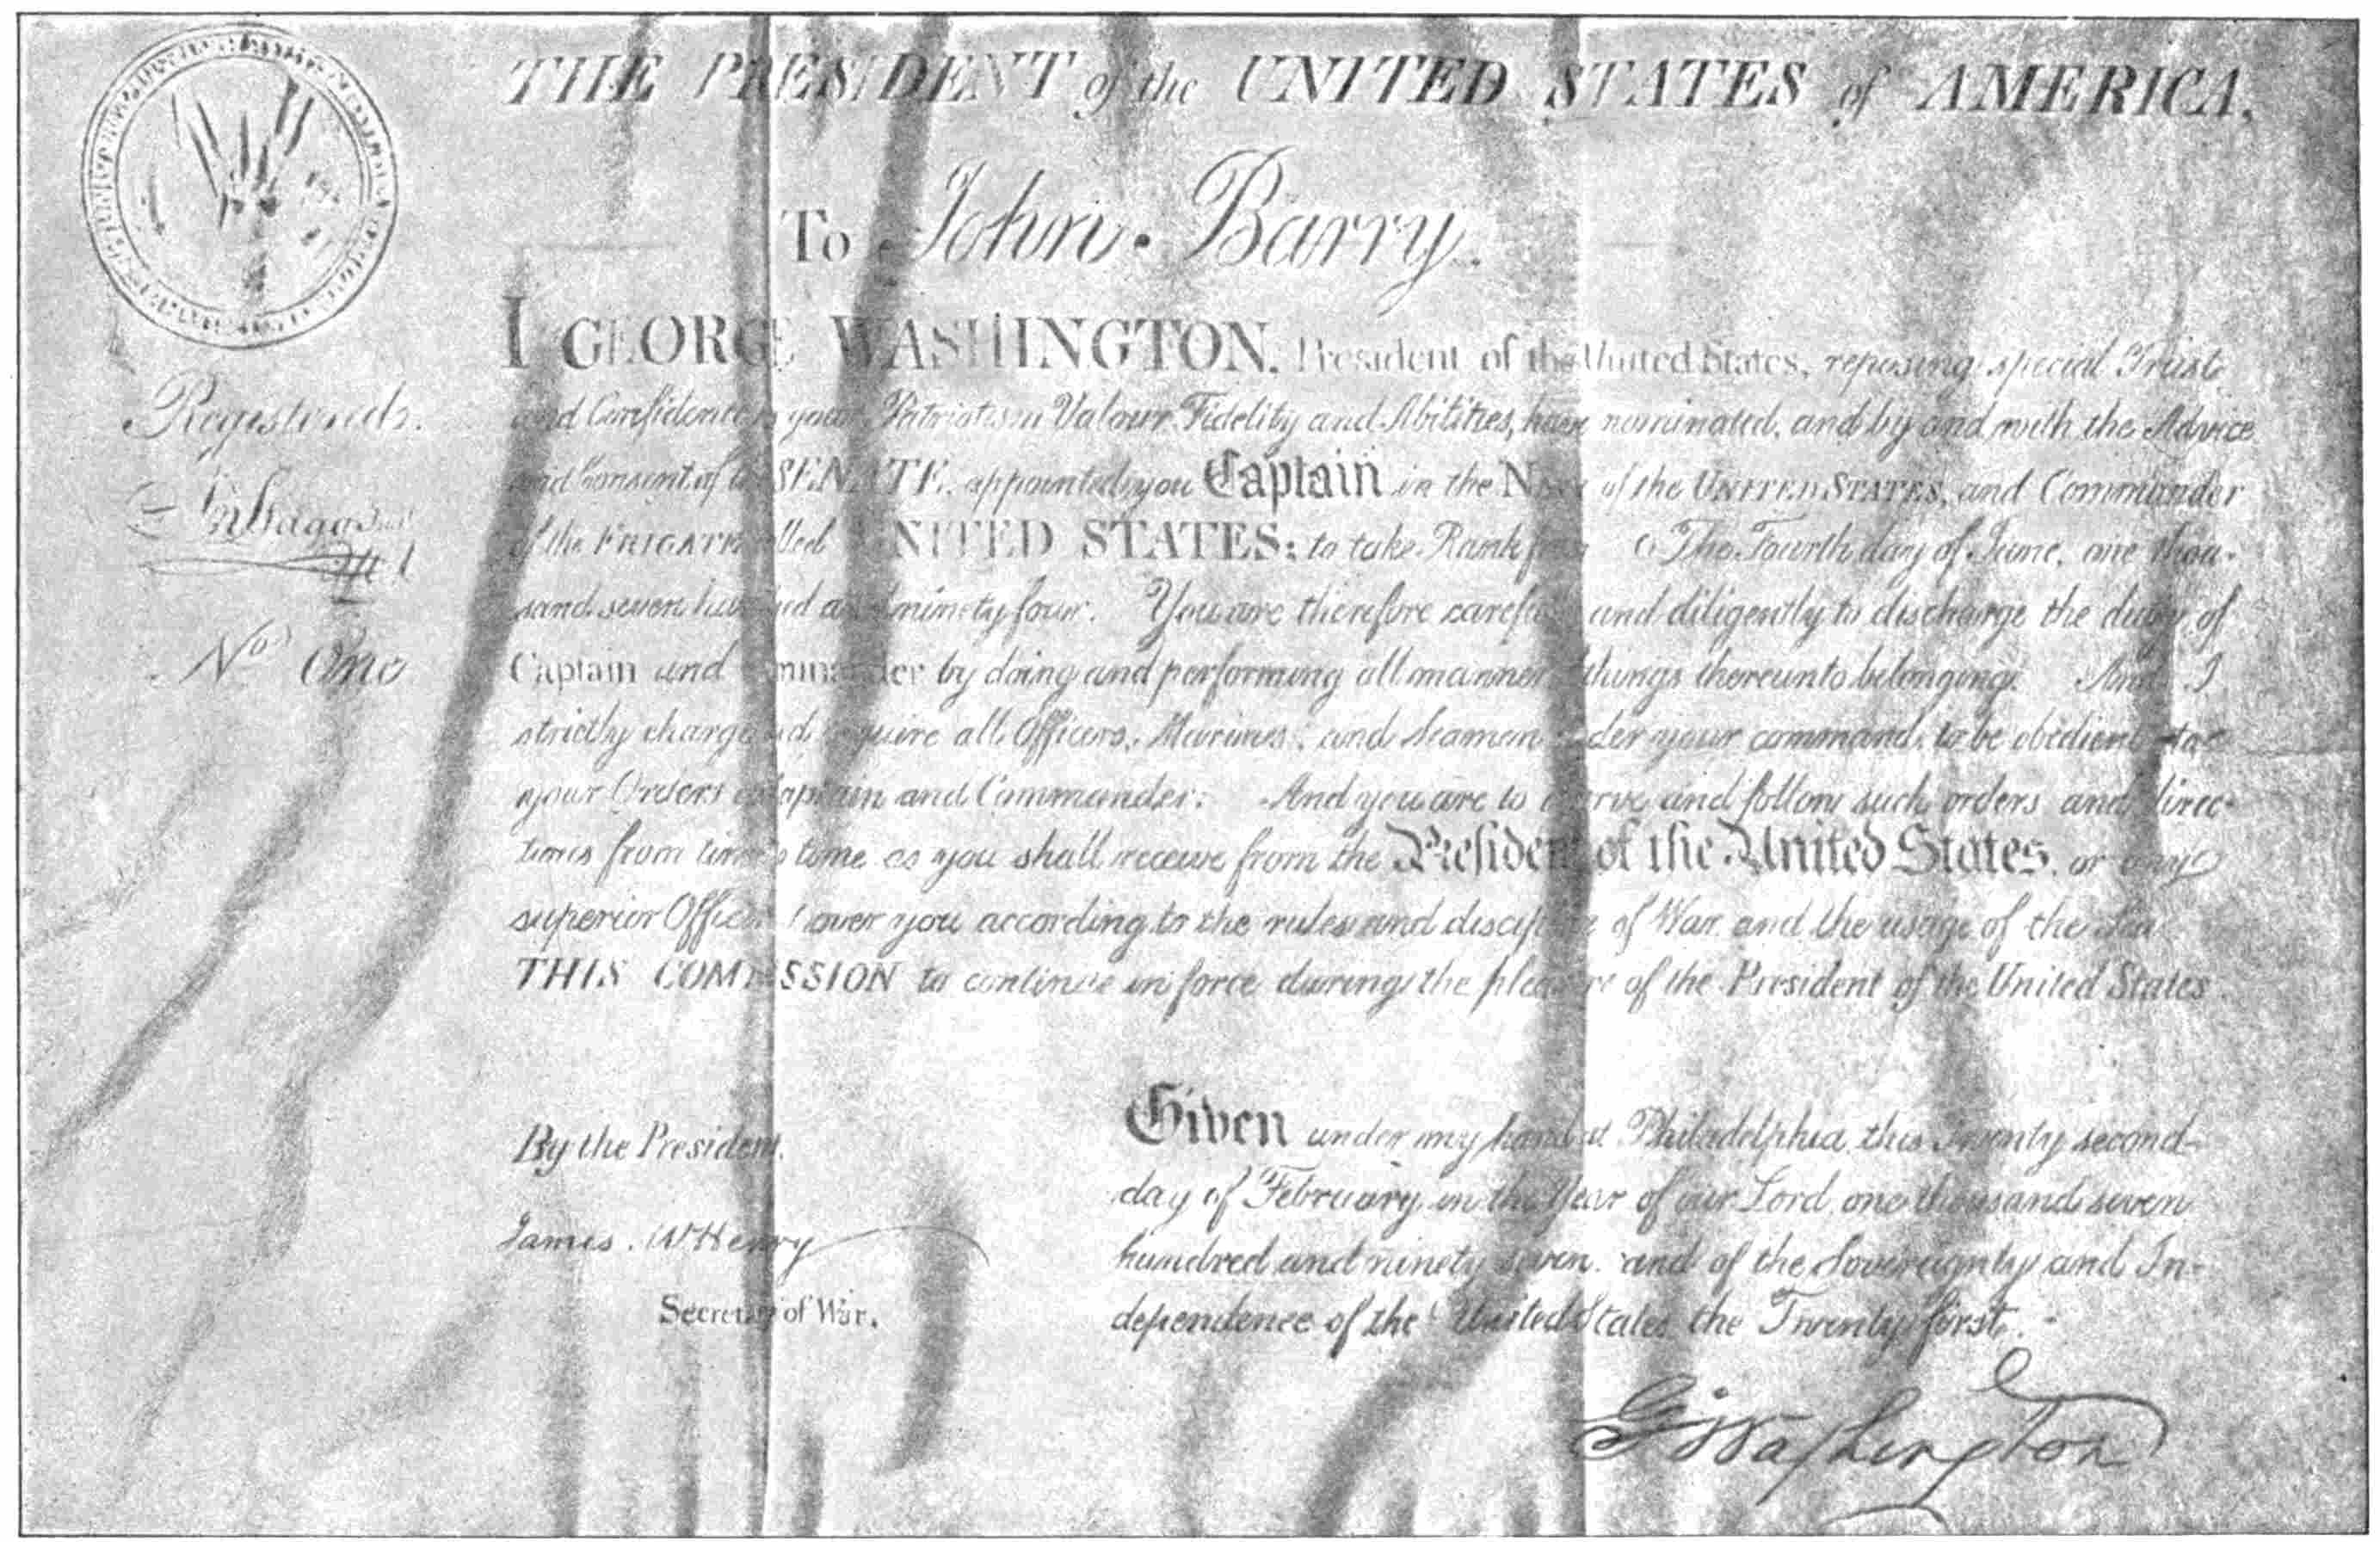 THE PRESIDENT of the UNITED STATES of AMERICA,
To John Barry.
I GEORGE WASHINGTON, President of the United States, reposing special Trust
and Confidence in your Patriotism Valour Fidelity and Abilities, have nominated, and by and with the Advice
and Consent of the SENATE, appointed you Captain in the Navy of the UNITED STATES, and Commander
of the FRIGATE called UNITED STATES; to take Rank from The Fourth day of June, one thou-
sand seven hundred and ninety four. You are therefore carefully and diligently to discharge the duty of
Captain and Commander by doing and performing all manner of things thereunto belonging. And I
strictly charge and require all Officers, Marines, and Seamen under your command, to be obedient to
your Orders as Captain and Commander: And you are to observe and follow such orders and direc-
tions from time to time as you shall receive from the President of the United States, or any
superior Officer over you according to the rules and discipline of War and the usage of the Sea
THIS COMMISSION to continue in force during the pleasure of the President of the United States.
Registered.
No. One
By the President.
James McHenry
Secretary of War.
Given under my hand at Philadelphia, this twenty second
day of February in the Year of our Lord one thousand seven
hundred and ninety seven. and of the Sovereignty and In-
dependence of the United States the Twenty first.
G Washington